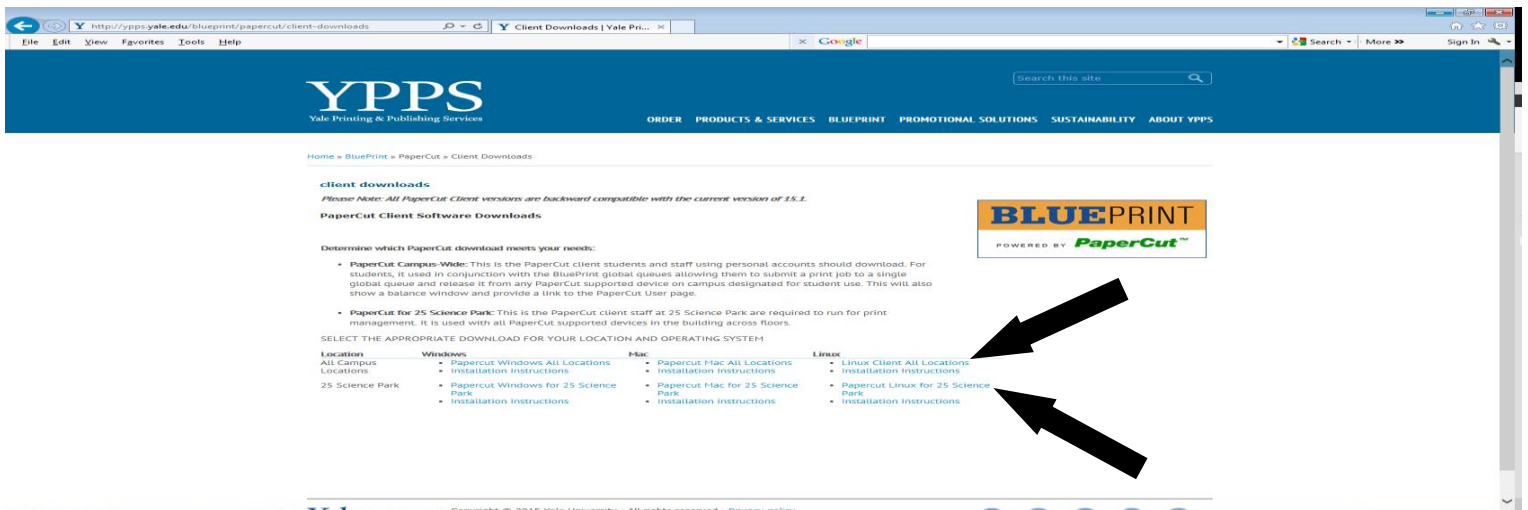 http://ypps.yale.edu/blueprint/papercut/client-downloads
Client Downloads | Yale Pri...
File Edit View Favorites Tools Help
Google
Search
More »
Sign In
YPPS
Yale Printing & Publishing Services
Search this site
ORDER PRODUCTS & SERVICES BLUEPRINT PROMOTIONAL SOLUTIONS SUSTAINABILITY ABOUT YPPS
Home » BluePrint » PaperCut » Client Downloads
client downloads
Please Note: All PaperCut Client versions are backward compatible with the current version of 15.1.
PaperCut Client Software Downloads
BLUEPRINT
POWERED BY PaperCut™
Determine which PaperCut download meets your needs:
• PaperCut Campus-Wide: This is the PaperCut client students and staff using personal accounts should download. For
students, it used in conjunction with the BluePrint global queues allowing them to submit a print job to a single
global queue and release it from any PaperCut supported device on campus designated for student use. This will also
show a balance window and provide a link to the PaperCut User page.
• PaperCut for 25 Science Park: This is the PaperCut client staff at 25 Science Park are required to run for print
management. It is used with all PaperCut supported devices in the building across floors.
SELECT THE APPROPRIATE DOWNLOAD FOR YOUR LOCATION AND OPERATING SYSTEM
Location Windows Mac Linux
All Campus • Papercut Windows All Locations • Papercut Mac All Locations • Linux Client All Locations
Locations • Installation Instructions • Installation Instructions • Installation Instructions
25 Science Park • Papercut Windows for 25 Science • Papercut Mac for 25 Science • Papercut Linux for 25 Science
Park Park Park
• Installation Instructions • Installation Instructions • Installation Instructions
Yale
Copyright © 2015 Yale University · All rights reserved · Privacy policy